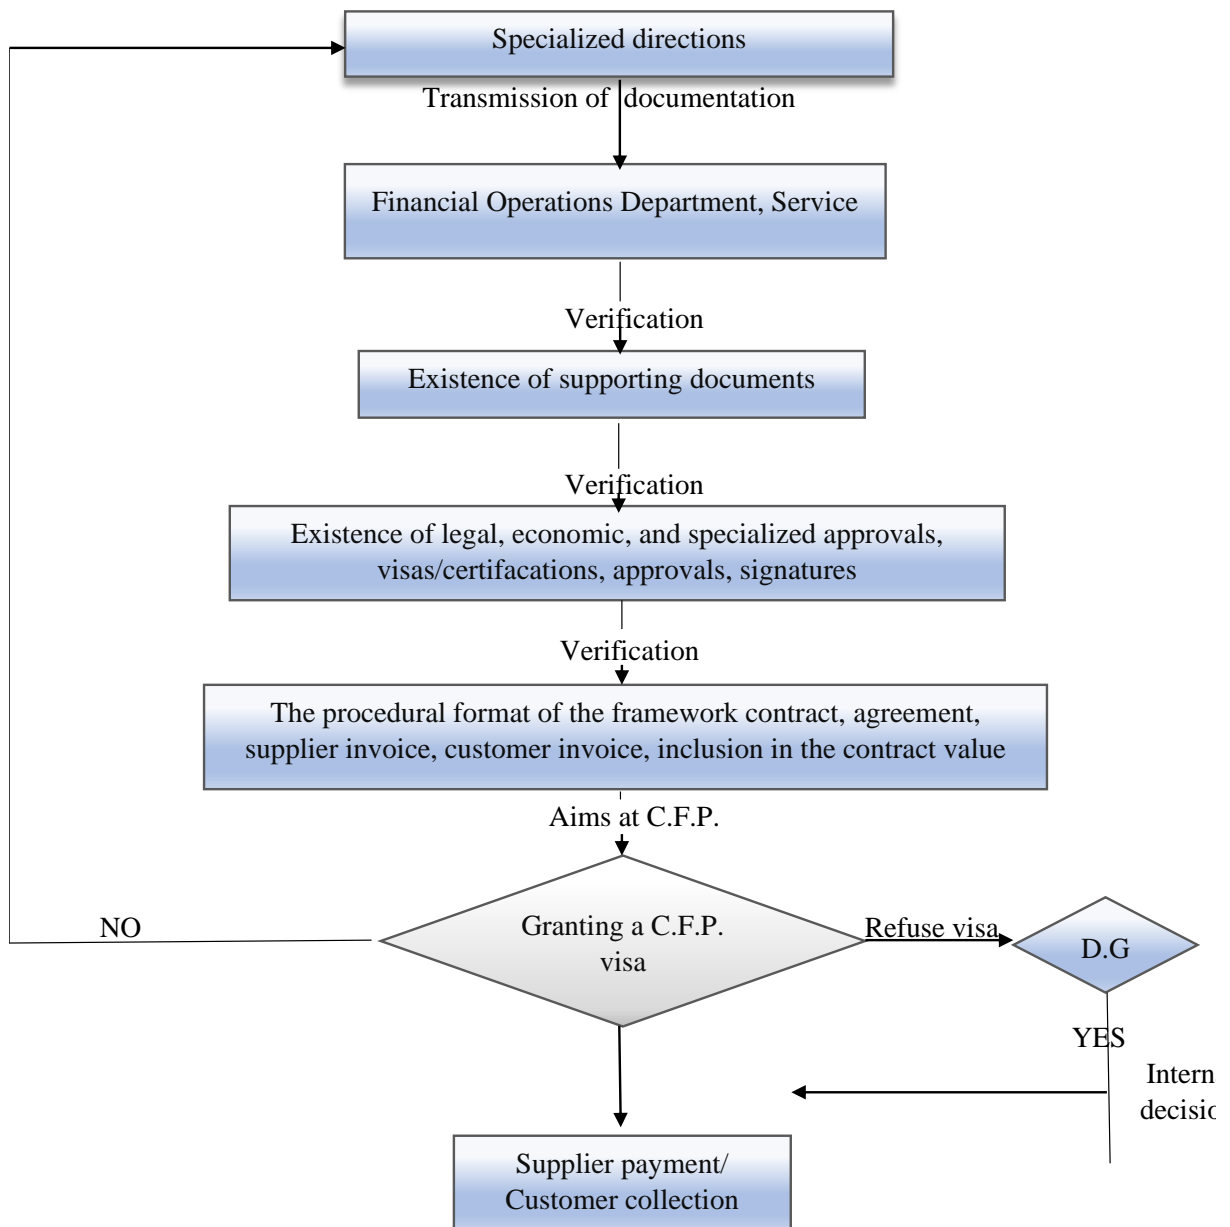 Specialized directions
Transmission of documentation
Financial Operations Department, Service
Verification
Existence of supporting documents
Verification
Existence of legal, economic, and specialized approvals,
visas/certifacations, approvals, signatures
Verification
The procedural format of the framework contract, agreement,
supplier invoice, customer invoice, inclusion in the contract value
Aims at C.F.P.
NO
Granting a C.F.P.
visa
Refuse visa
D.G
YES
Supplier payment/
Customer collection